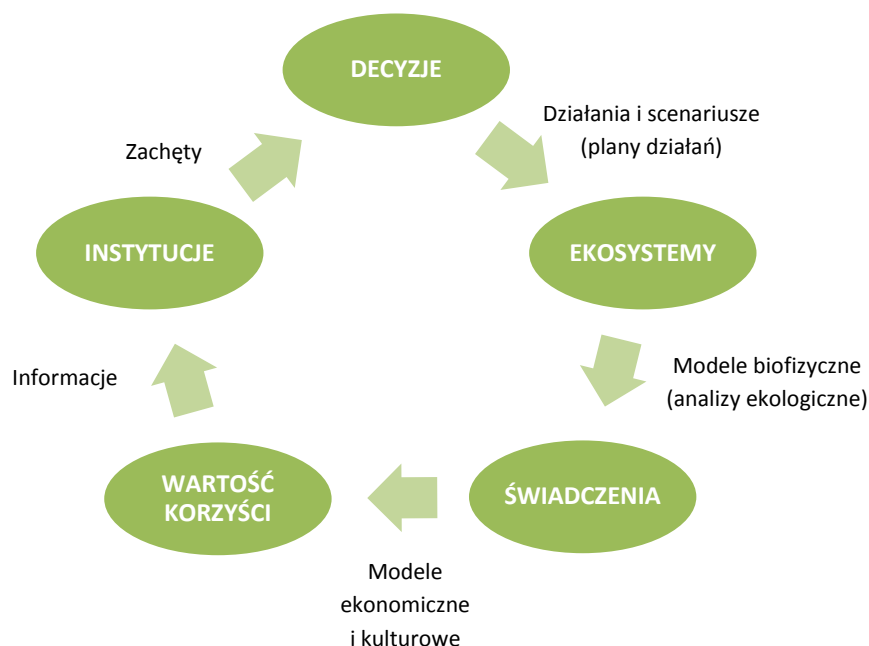 DECYZJE
Działania i scenariusze
(plany działań)
EKOSYSTEMY
Modele biofizyczne
(analizy ekologiczne)
ŚWIADCZENIA
Modele
ekonomiczne
i kulturowe
WARTOŚĆ
KORZYŚCI
Informacje
INSTYTUCJE
Zachęty